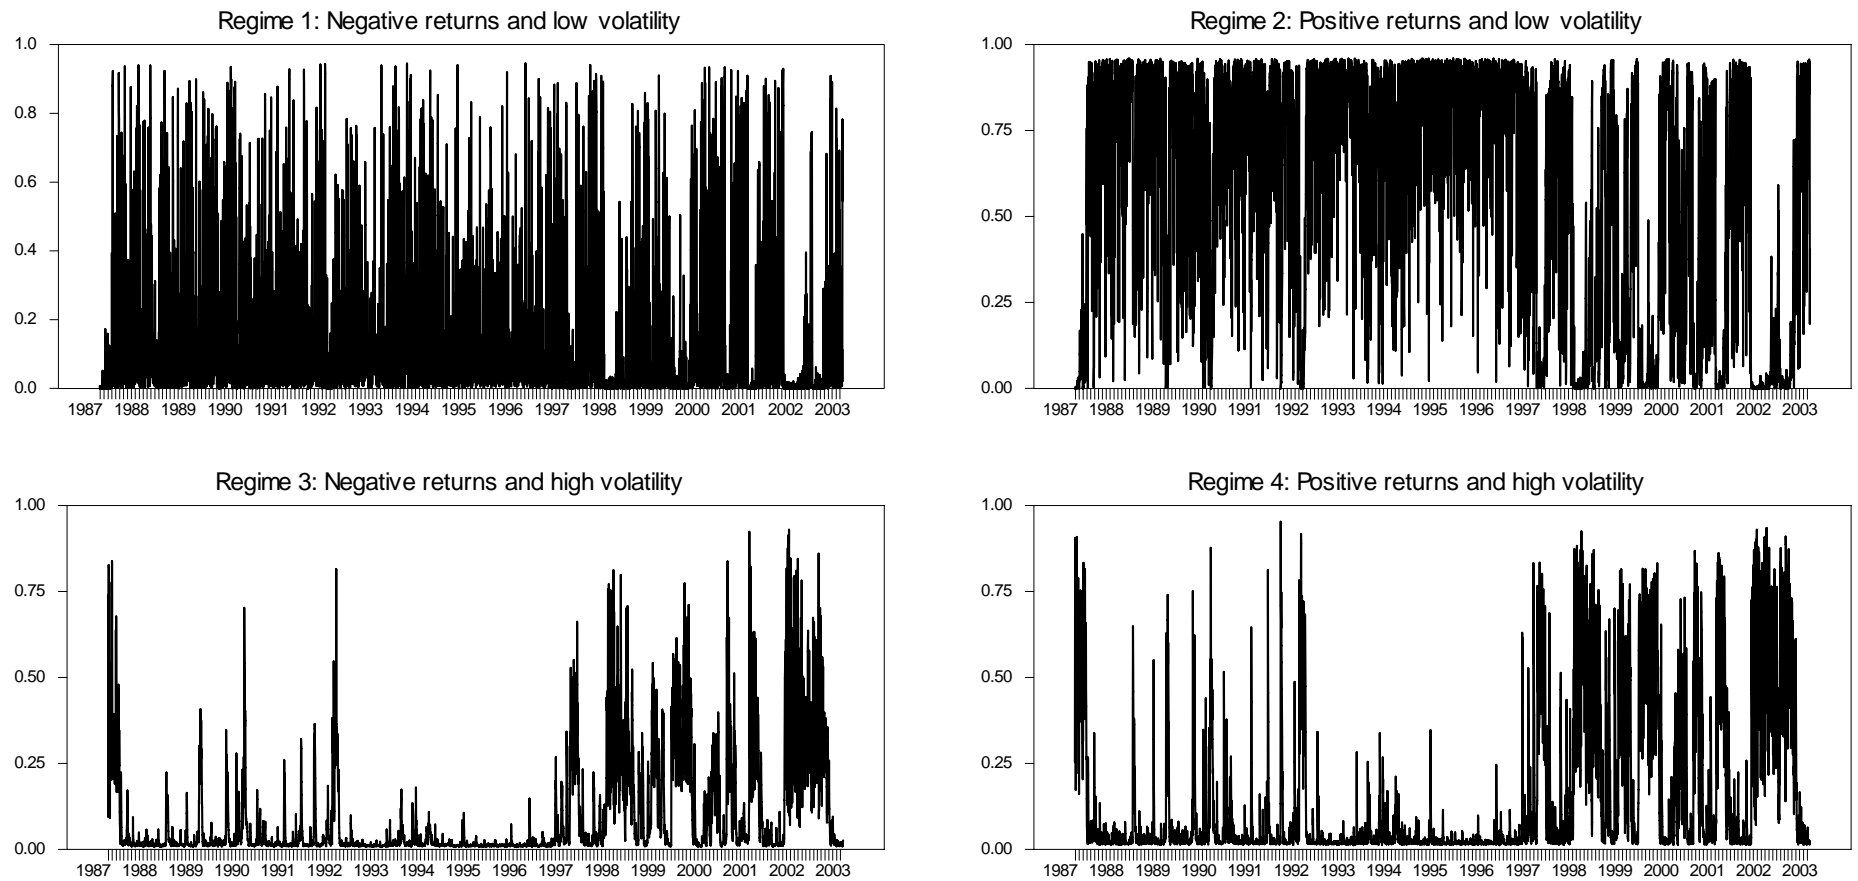 Regime 1: Negative returns and low volatility
1.0
0.8
0.6
0.4
0.2
0.0
1987 1988 1989 1990 1991 1992 1993 1994 1995 1996 1997 1998 1999 2000 2001 2002 2003
Regime 2: Positive returns and low volatility
1.00
0.75
0.50
0.25
0.00
1987 1988 1989 1990 1991 1992 1993 1994 1995 1996 1997 1998 1999 2000 2001 2002 2003
Regime 3: Negative returns and high volatility
1.00
0.75
0.50
0.25
0.00
1987 1988 1989 1990 1991 1992 1993 1994 1995 1996 1997 1998 1999 2000 2001 2002 2003
Regime 4: Positive returns and high volatility
1.00
0.75
0.50
0.25
0.00
1987 1988 1989 1990 1991 1992 1993 1994 1995 1996 1997 1998 1999 2000 2001 2002 2003